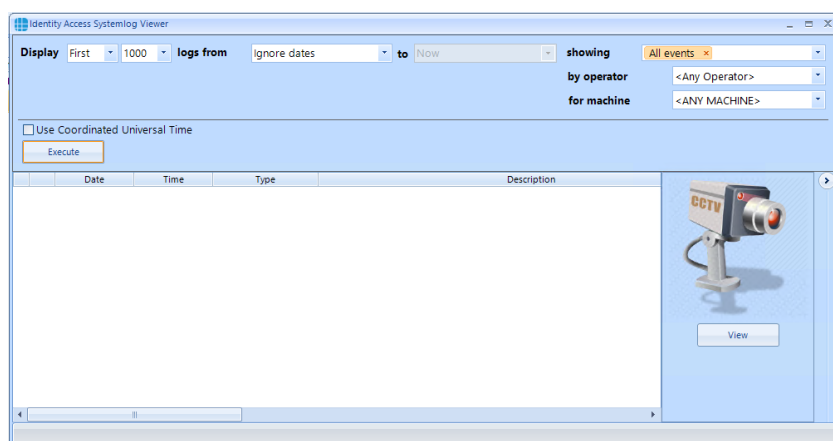 Identity Access Systemlog Viewer
Display First 1000 logs from Ignore dates to Now showing All events ×
by operator <Any Operator>
for machine <ANY MACHINE>
Use Coordinated Universal Time
Execute
Date Time Type Description
CCTV
View